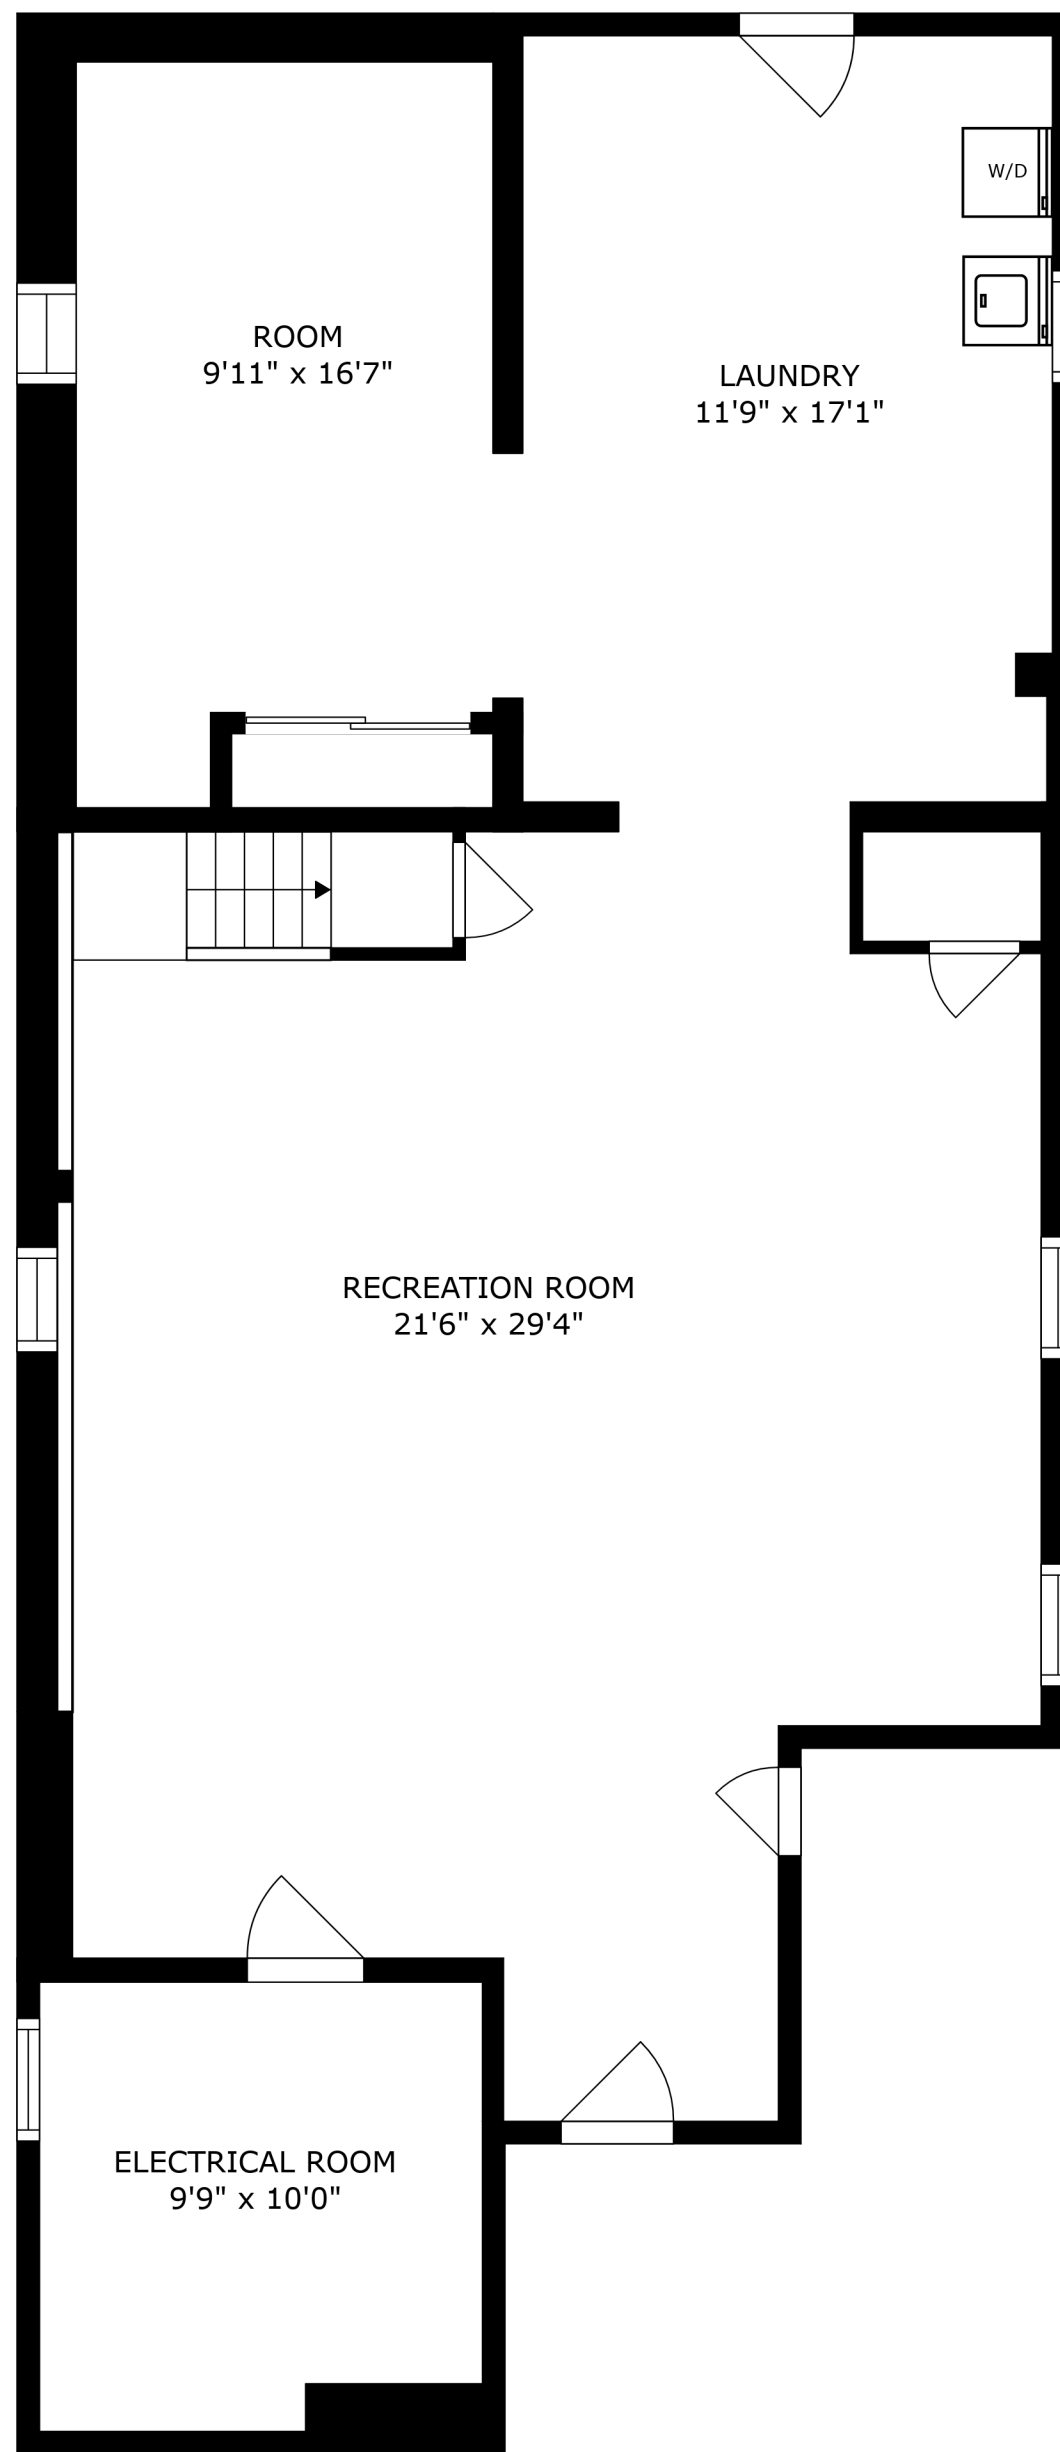 W/D
ROOM
9'11" x 16'7"
LAUNDRY
11'9" x 17'1"
RECREATION ROOM
21'6" x 29'4"
ELECTRICAL ROOM
9'9" x 10'0"